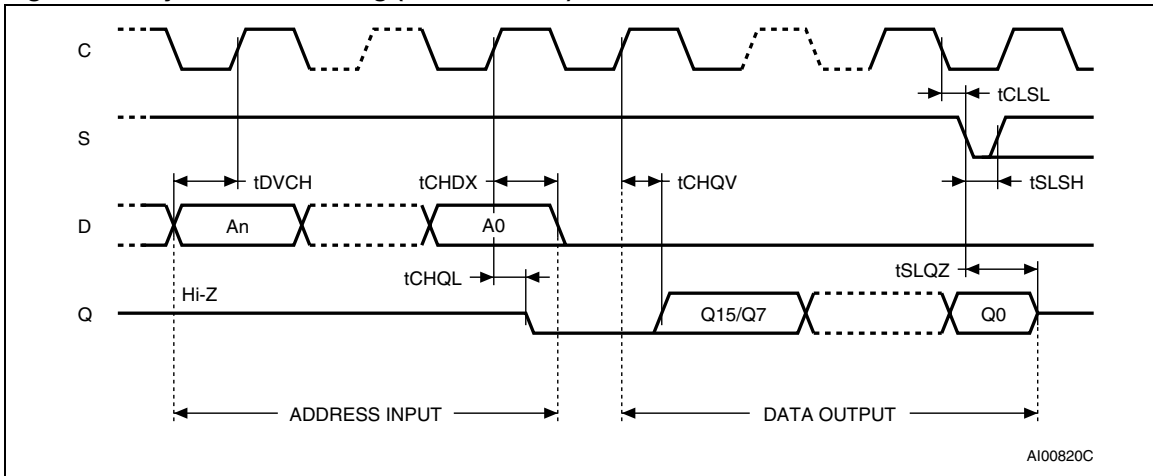 C
tCLSL
S
tDVCH
tCHDX
tCHQV
tSLSH
D
An
A0
tCHQL
tSLQZ
Hi-Z
Q
Q15/Q7
Q0
ADDRESS INPUT
DATA OUTPUT
AI00820C